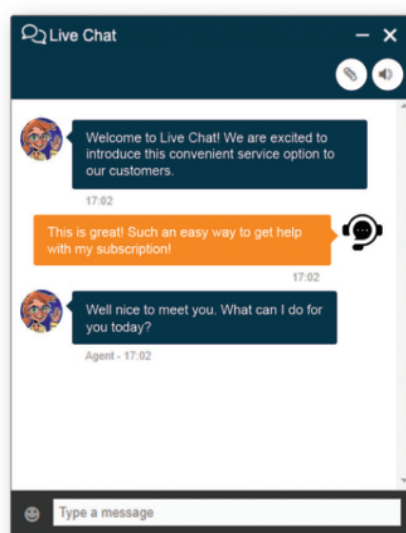 Live Chat
Welcome to Live Chat! We are excited to
introduce this convenient service option to
our customers.
17:02
This is great! Such an easy way to get help
with my subscription!
17:02
Well nice to meet you. What can I do for
you today?
Agent - 17:02
Type a message